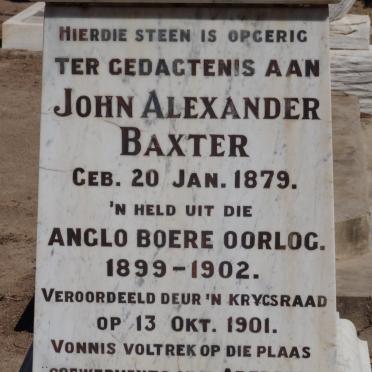 HIERDIE STEEN IS OPGERIG
TER GEDACTENIS AAN
JOHN ALEXANDER
BAXTER
GEB. 20 JAN. 1879.
'N HELD UIT DIE
ANGLO BOERE OORLOG.
1899-1902.
VEROORDEELD DEUR 'N KRYGSRAAD
OP 13 OKT. 1901.
VONNIS VOLTREK OP DIE PLAAS